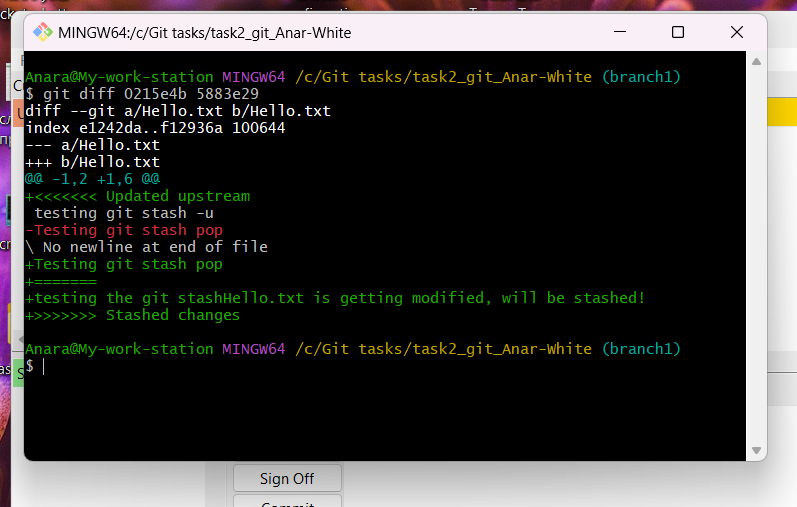 MINGW64:/c/Git tasks/task2_git_Anar-White
Anara@My-work-station MINGW64 /c/Git tasks/task2_git_Anar-White (branch1)
$ git diff 0215e4b 5883e29
diff --git a/Hello.txt b/Hello.txt
index e1242da..f12936a 100644
--- a/Hello.txt
+++ b/Hello.txt
@@ -1,2 +1,6 @@
+<<<<<<< Updated upstream
 testing git stash -u
-Testing git stash pop
\ No newline at end of file
+Testing git stash pop
+=======
+testing the git stashHello.txt is getting modified, will be stashed!
+>>>>>>> Stashed changes
Anara@My-work-station MINGW64 /c/Git tasks/task2_git_Anar-White (branch1)
$
Sign Off
Commit